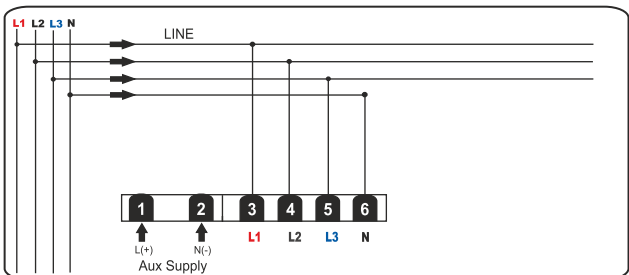 L1 L2 L3 N
LINE
1 2 3 4 5 6
L(+) N(-) L1 L2 L3 N
Aux Supply